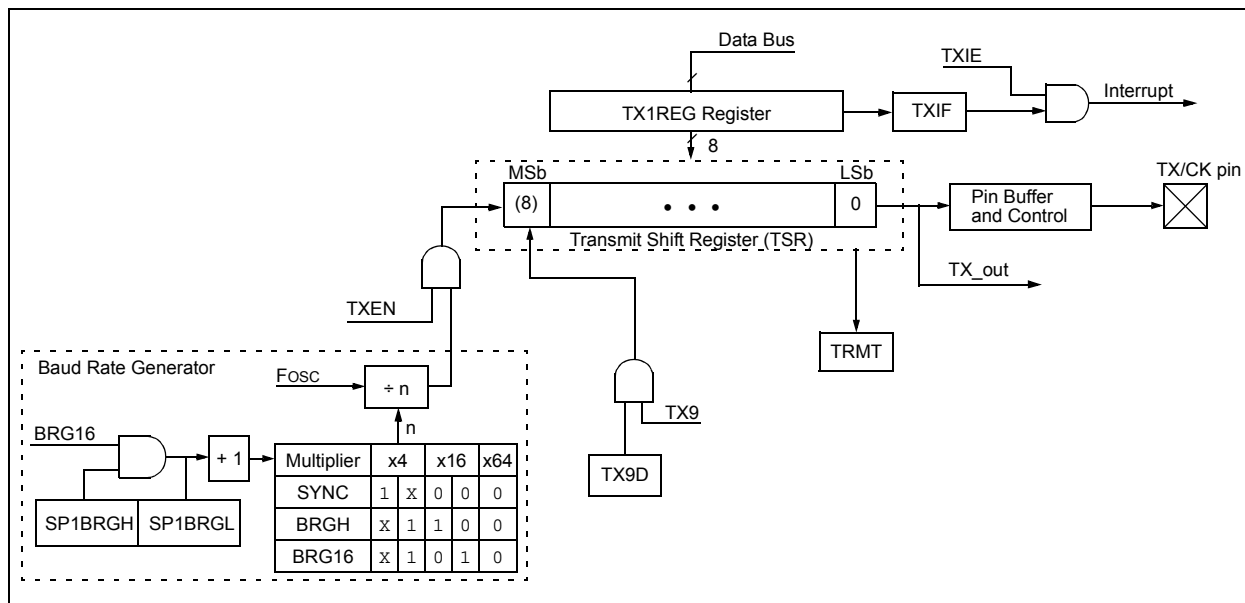 Data Bus
TXIE
Interrupt
TX1REG Register
TXIF
8
MSb
LSb
TX/CK pin
(8)
• • •
0
Pin Buffer
and Control
Transmit Shift Register (TSR)
TX_out
TXEN
TRMT
Baud Rate Generator
FOSC
÷ n
TX9
n
BRG16
+ 1
Multiplier x4 x16 x64
TX9D
SYNC 1 X 0 0 0
SP1BRGH SP1BRGL
BRGH X 1 1 0 0
BRG16 X 1 0 1 0